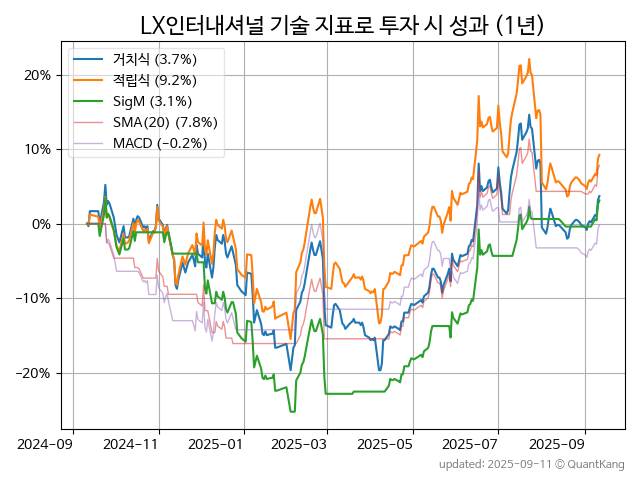 LX인터내셔널 기술 지표로 투자 시 성과 (1년)
거치식 (3.7%)
적립식 (9.2%)
SigM (3.1%)
SMA(20) (7.8%)
MACD (−0.2%)
20%
10%
0%
−10%
−20%
2024-09 2024-11 2025-01 2025-03 2025-05 2025-07 2025-09
updated: 2025-09-11 © QuantKang